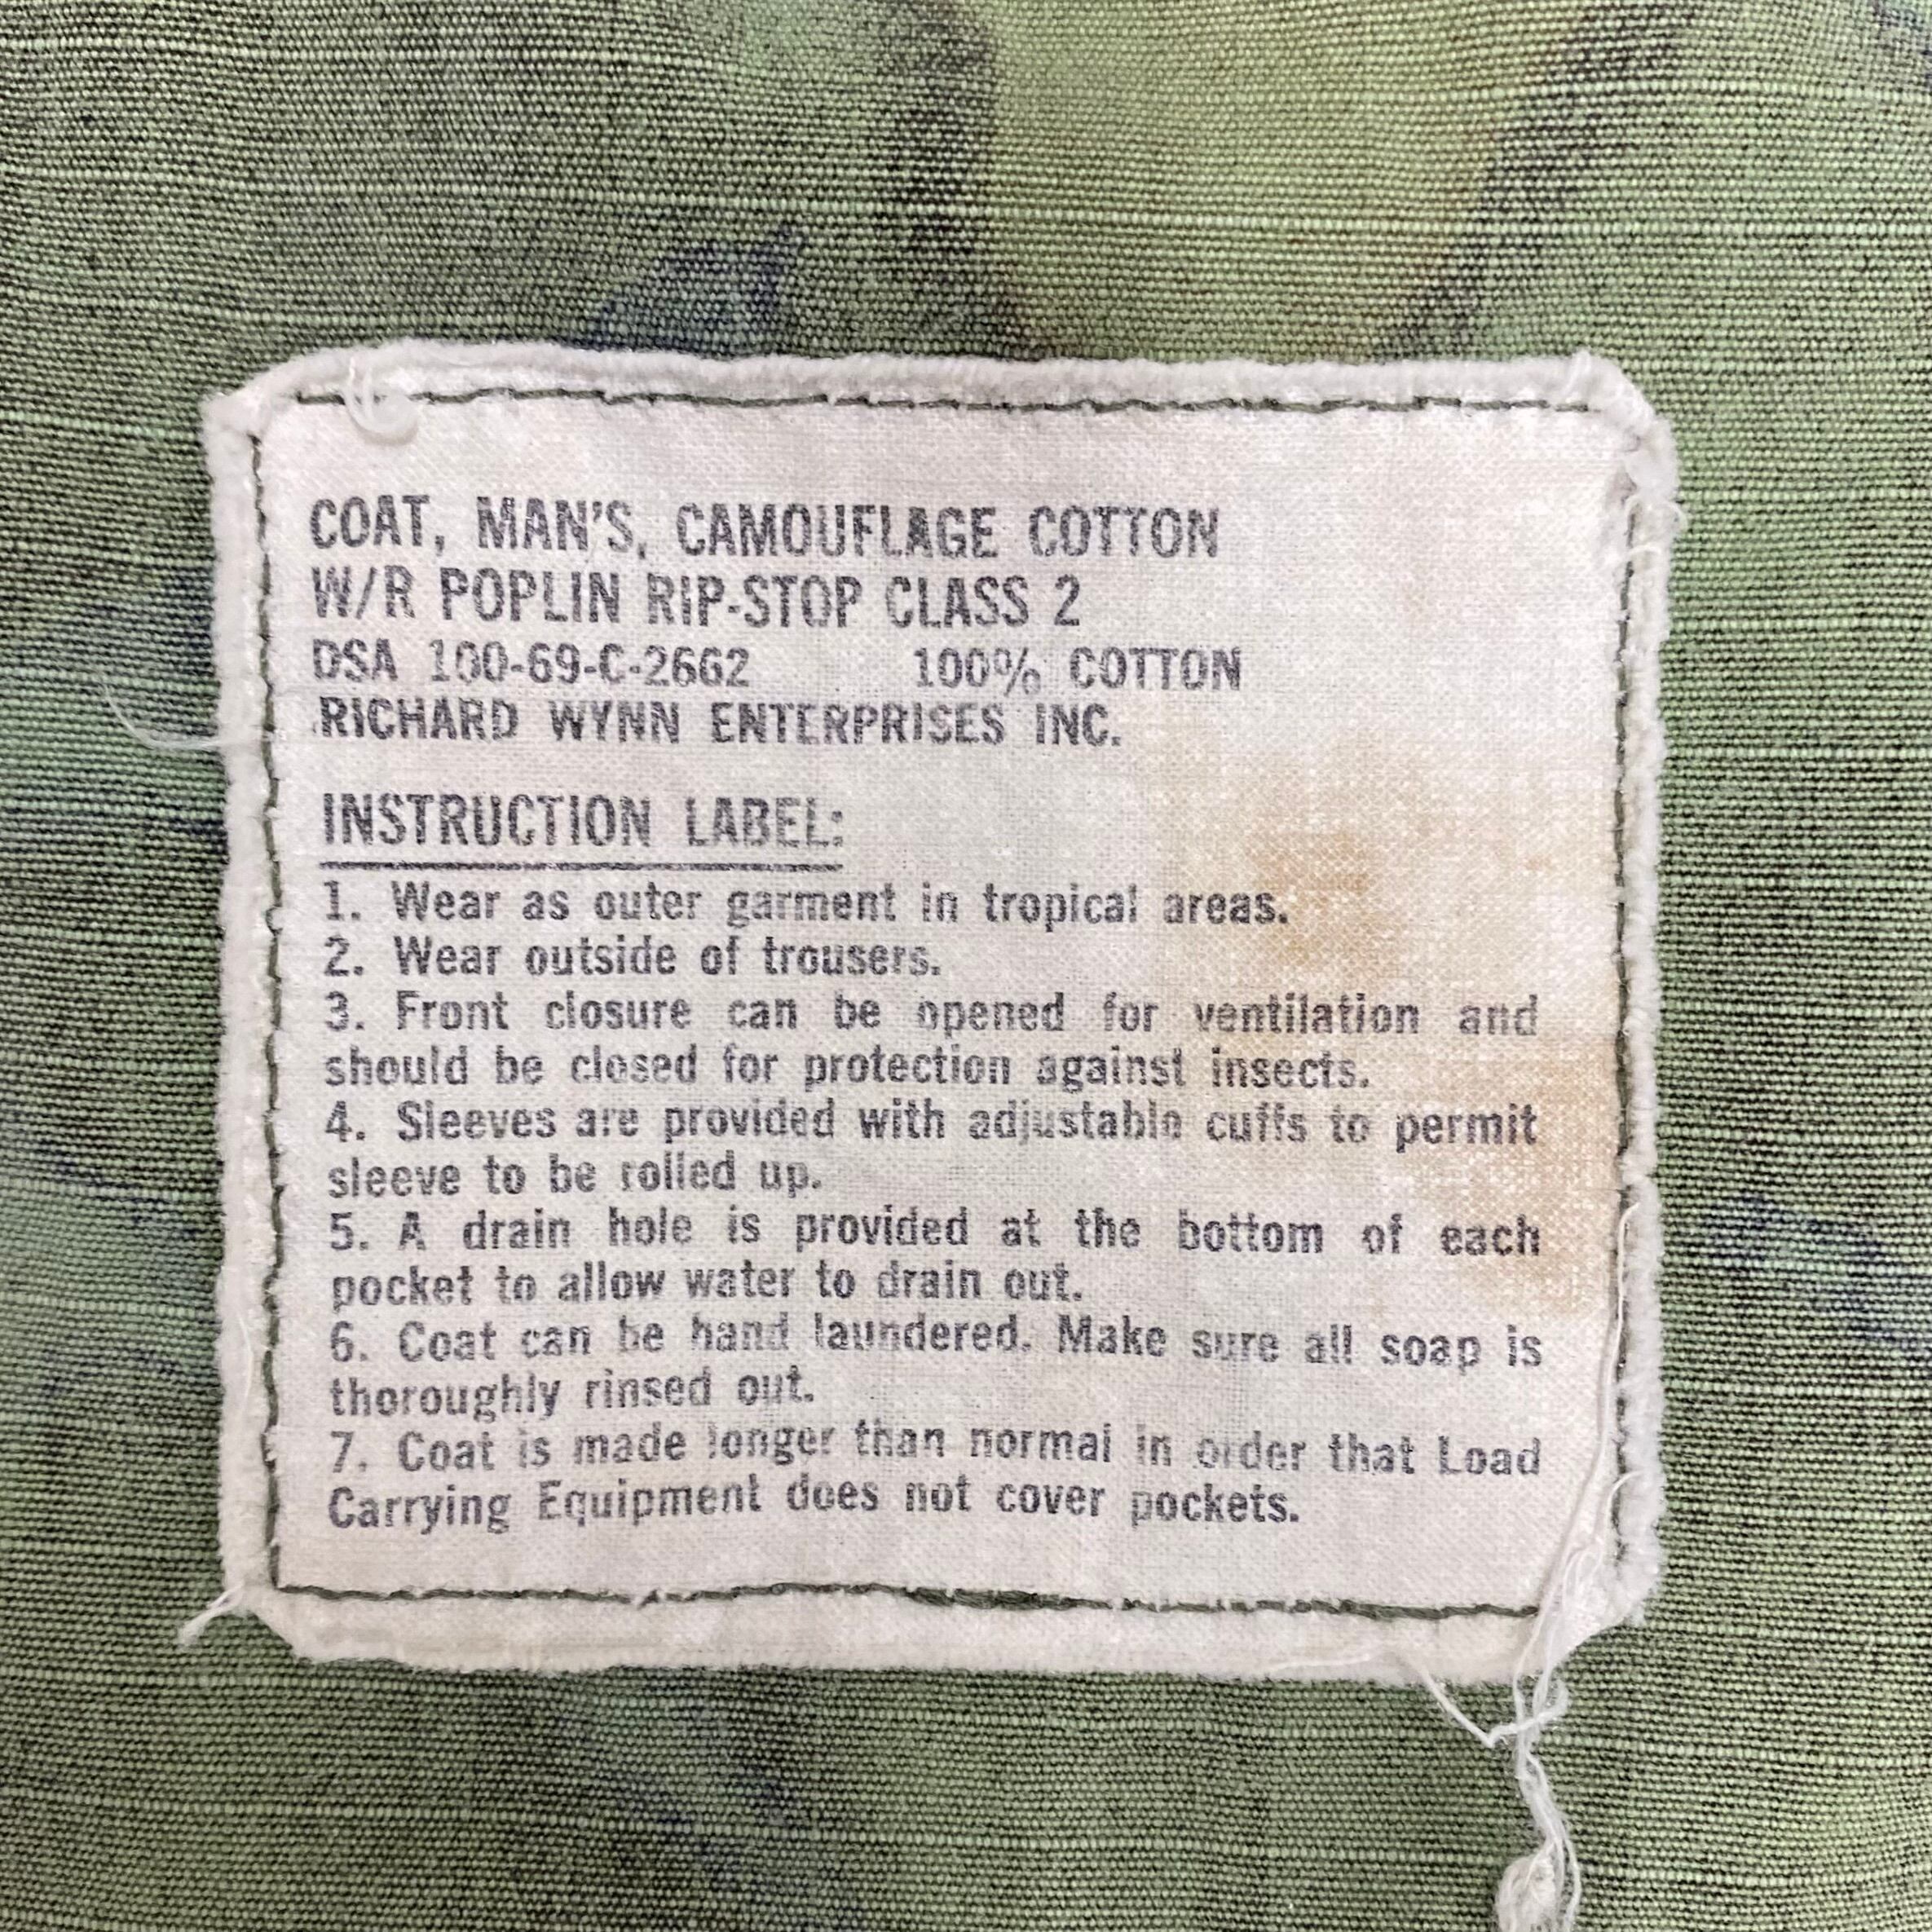 COAT, MAN'S, CAMOUFLAGE COTTON
W/R POPLIN RIP-STOP CLASS 2
DSA 100-69-C-2662 100% COTTON
RICHARD WYNN ENTERPRISES INC.
INSTRUCTION LABEL:
1. Wear as outer garment in tropical areas.
2. Wear outside of trousers.
3. Front closure can be opened for ventilation and
should be closed for protection against insects.
4. Sleeves are provided with adjustable cuffs to permit
sleeve to be rolled up.
5. A drain hole is provided at the bottom of each
pocket to allow water to drain out.
6. Coat can be hand laundered. Make sure all soap is
thoroughly rinsed out.
7. Coat is made longer than normal in order that Load
Carrying Equipment does not cover pockets.